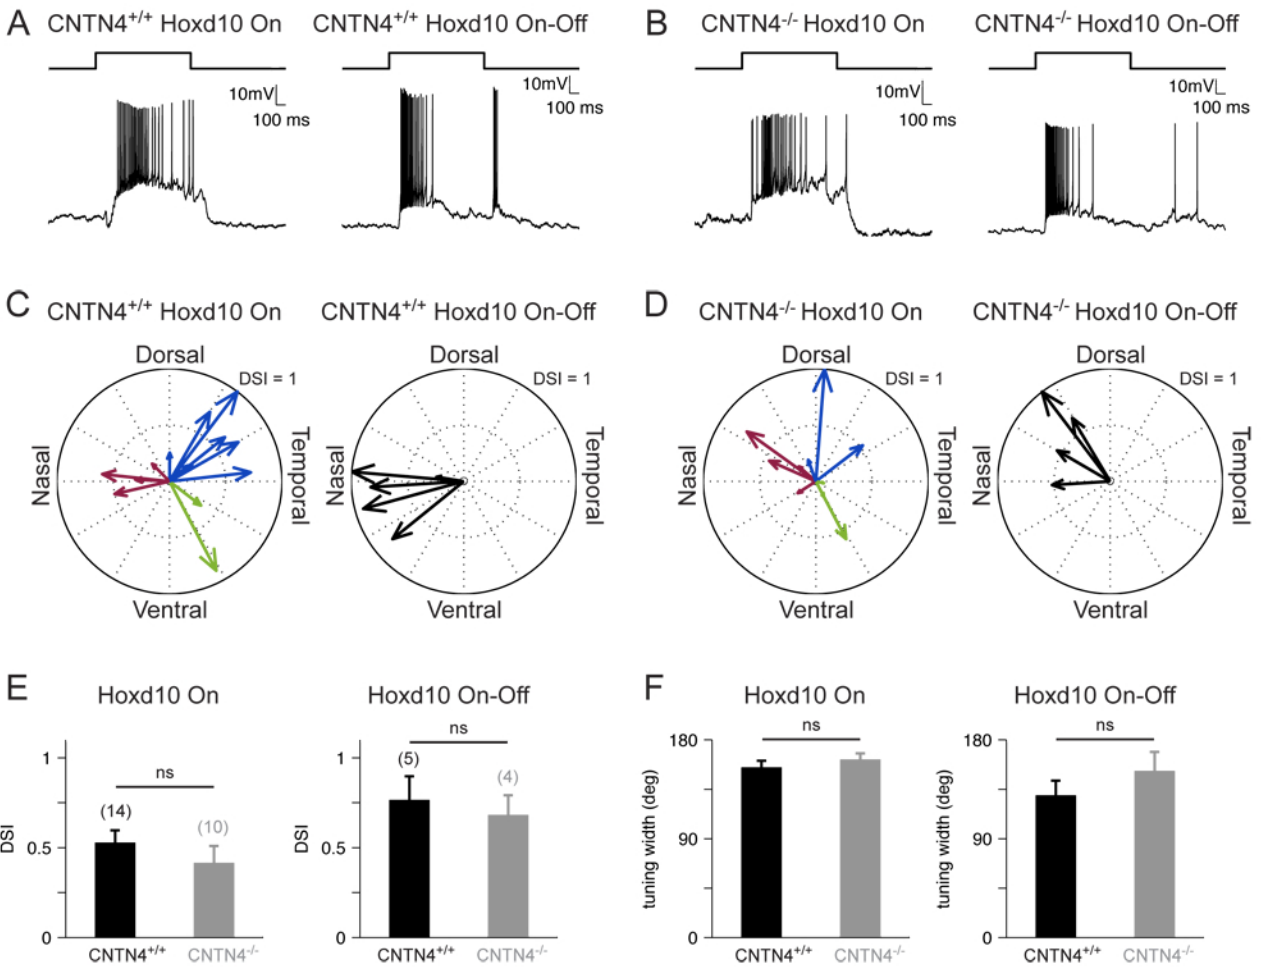 A CNTN4+/+ Hoxd10 On CNTN4+/+ Hoxd10 On-Off
10mV 10mV
100 ms 100 ms
B CNTN4-/- Hoxd10 On CNTN4-/- Hoxd10 On-Off
10mV 10mV
100 ms 100 ms
C CNTN4+/+ Hoxd10 On CNTN4+/+ Hoxd10 On-Off
Dorsal Dorsal
DSI = 1 DSI = 1
Nasal Temporal Nasal Temporal
Ventral Ventral
D CNTN4-/- Hoxd10 On CNTN4-/- Hoxd10 On-Off
Dorsal Dorsal
DSI = 1 DSI = 1
Nasal Temporal Nasal Temporal
Ventral Ventral
E Hoxd10 On Hoxd10 On-Off
ns ns
1 1
(14) (10) (5) (4)
0.5 0.5
DSI DSI
0 0
CNTN4+/+ CNTN4-/- CNTN4+/+ CNTN4-/-
F Hoxd10 On Hoxd10 On-Off
ns ns
180 180
90 90
tuning width (deg) tuning width (deg)
0 0
CNTN4+/+ CNTN4-/- CNTN4+/+ CNTN4-/-